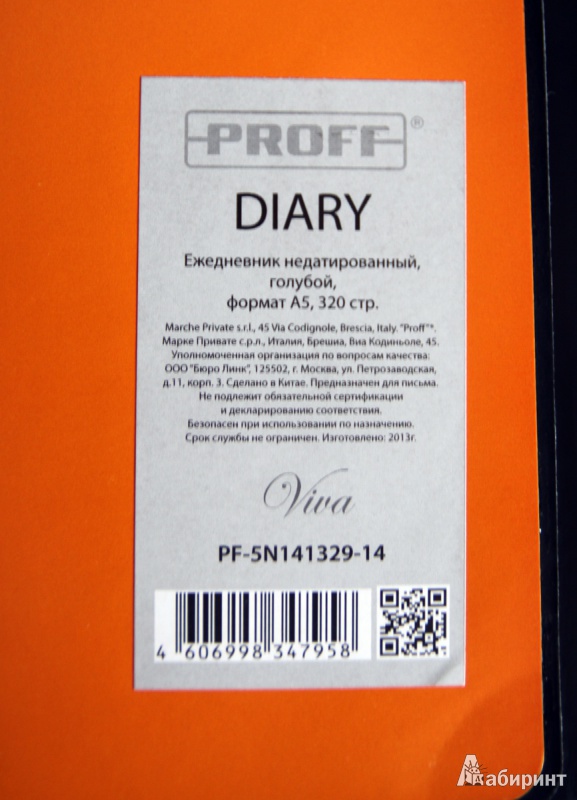 PROFF®
DIARY
Ежедневник недатированный,
голубой,
формат А5, 320 стр.
Marche Private s.r.l., 45 Via Codignole, Brescia, Italy. "Proff"*.
Марке Привате с.р.л., Италия, Брешиа, Виа Кодиньоле, 45.
Уполномоченная организация по вопросам качества:
ООО "Бюро Линк", 125502, г. Москва, ул. Петрозаводская,
д.11, корп. 3. Сделано в Китае. Предназначен для письма.
Не подлежит обязательной сертификации
и декларированию соответствия.
Безопасен при использовании по назначению.
Срок службы не ограничен. Изготовлено: 2013г.
Viva
PF-5N141329-14
4 606998 347958
Лабиринт